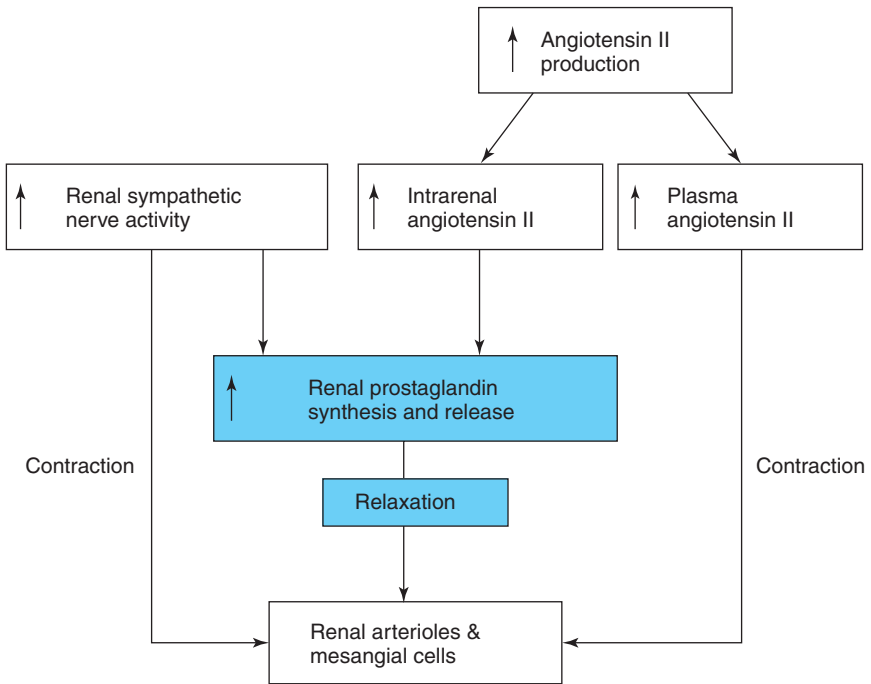 Angiotensin II
production
Renal sympathetic
nerve activity
Intrarenal
angiotensin II
Plasma
angiotensin II
Renal prostaglandin
synthesis and release
Contraction
Contraction
Relaxation
Renal arterioles &
mesangial cells